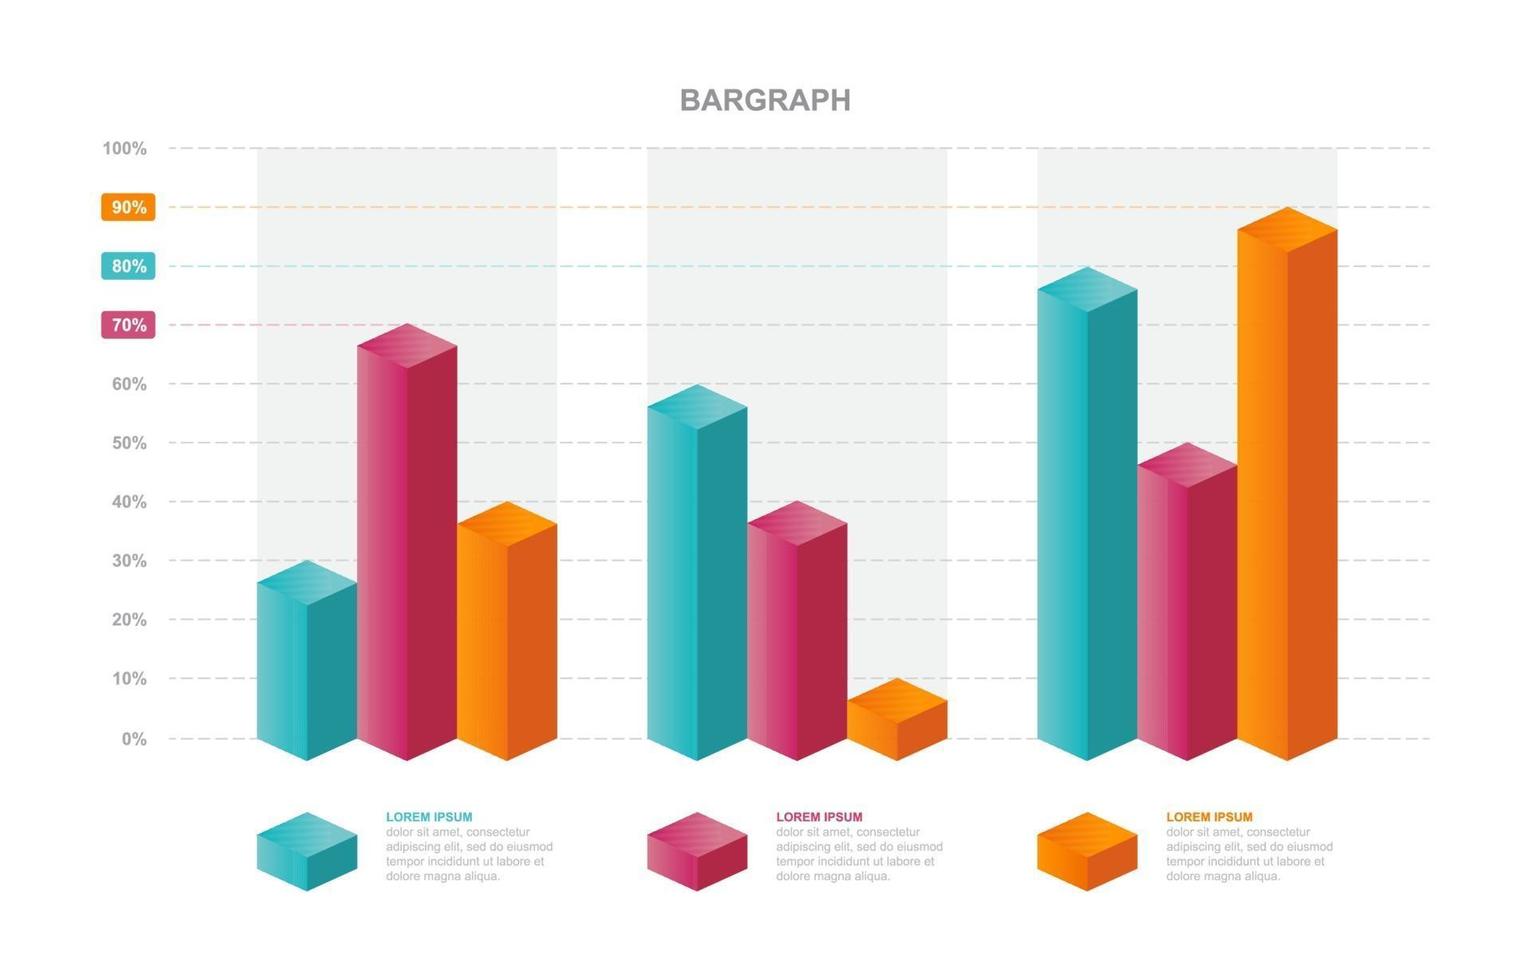 BARGRAPH
100%
90%
80%
70%
60%
50%
40%
30%
20%
10%
0%
LOREM IPSUM
dolor sit amet, consectetur
adipiscing elit, sed do eiusmod
tempor incididunt ut labore et
dolore magna aliqua.
LOREM IPSUM
dolor sit amet, consectetur
adipiscing elit, sed do eiusmod
tempor incididunt ut labore et
dolore magna aliqua.
LOREM IPSUM
dolor sit amet, consectetur
adipiscing elit, sed do eiusmod
tempor incididunt ut labore et
dolore magna aliqua.